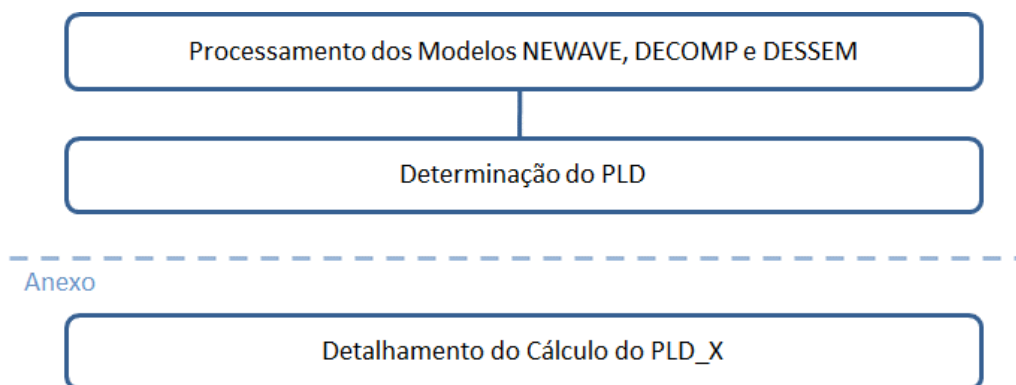 Processamento dos Modelos NEWAVE, DECOMP e DESSEM
Determinação do PLD
Anexo
Detalhamento do Cálculo do PLD_X